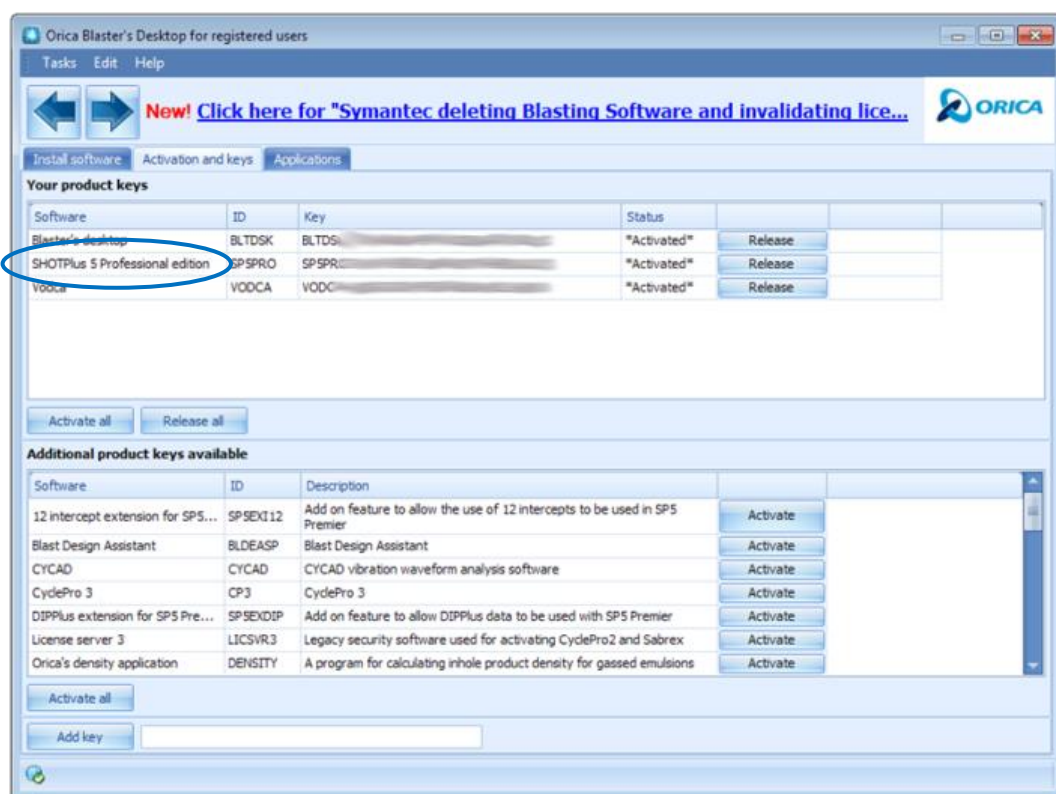 Orica Blaster's Desktop for registered users
Tasks Edit Help
New! Click here for "Symantec deleting Blasting Software and invalidating lice...
ORICA
Install software Activation and keys Applications
Your product keys
Software ID Key Status
Blaster's desktop BLTDSK BLTDS "Activated" Release
SHOTPlus 5 Professional edition SP5PRO SP5PR "Activated" Release
Vodca VODCA VODC "Activated" Release
Activate all Release all
Additional product keys available
Software ID Description
12 intercept extension for SP5... SP5EXI12 Add on feature to allow the use of 12 intercepts to be used in SP5
Premier Activate
Blast Design Assistant BLDEASP Blast Design Assistant Activate
CYCAD CYCAD CYCAD vibration waveform analysis software Activate
CyclePro 3 CP3 CyclePro 3 Activate
DIPPlus extension for SP5 Pre... SP5EXDIP Add on feature to allow DIPPlus data to be used with SP5 Premier Activate
License server 3 LICSVR3 Legacy security software used for activating CyclePro2 and Sabrex Activate
Orica's density application DENSITY A program for calculating inhole product density for gassed emulsions Activate
Activate all
Add key